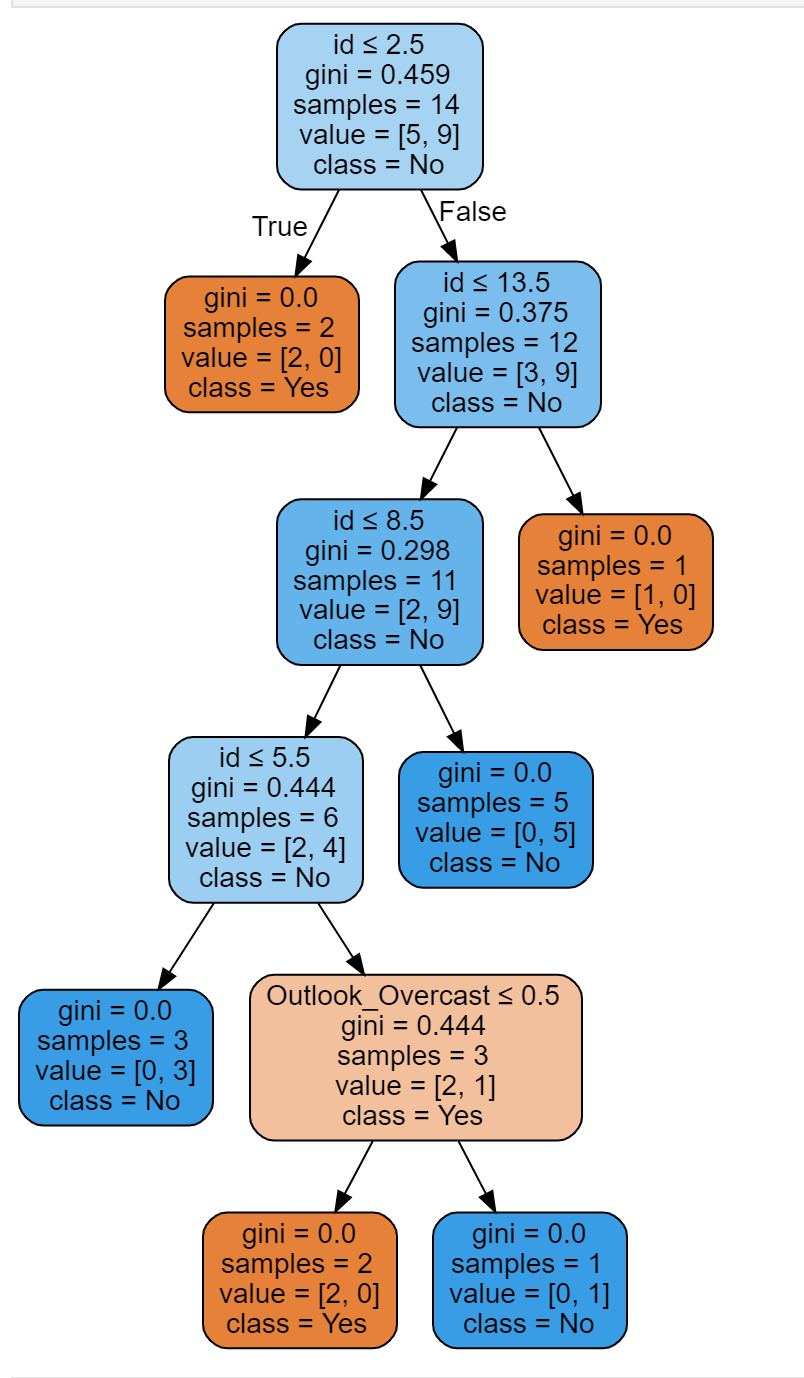 id ≤ 2.5
gini = 0.459
samples = 14
value = [5, 9]
class = No
True
False
gini = 0.0
samples = 2
value = [2, 0]
class = Yes
id ≤ 13.5
gini = 0.375
samples = 12
value = [3, 9]
class = No
id ≤ 8.5
gini = 0.298
samples = 11
value = [2, 9]
class = No
gini = 0.0
samples = 1
value = [1, 0]
class = Yes
id ≤ 5.5
gini = 0.444
samples = 6
value = [2, 4]
class = No
gini = 0.0
samples = 5
value = [0, 5]
class = No
gini = 0.0
samples = 3
value = [0, 3]
class = No
Outlook_Overcast ≤ 0.5
gini = 0.444
samples = 3
value = [2, 1]
class = Yes
gini = 0.0
samples = 2
value = [2, 0]
class = Yes
gini = 0.0
samples = 1
value = [0, 1]
class = No